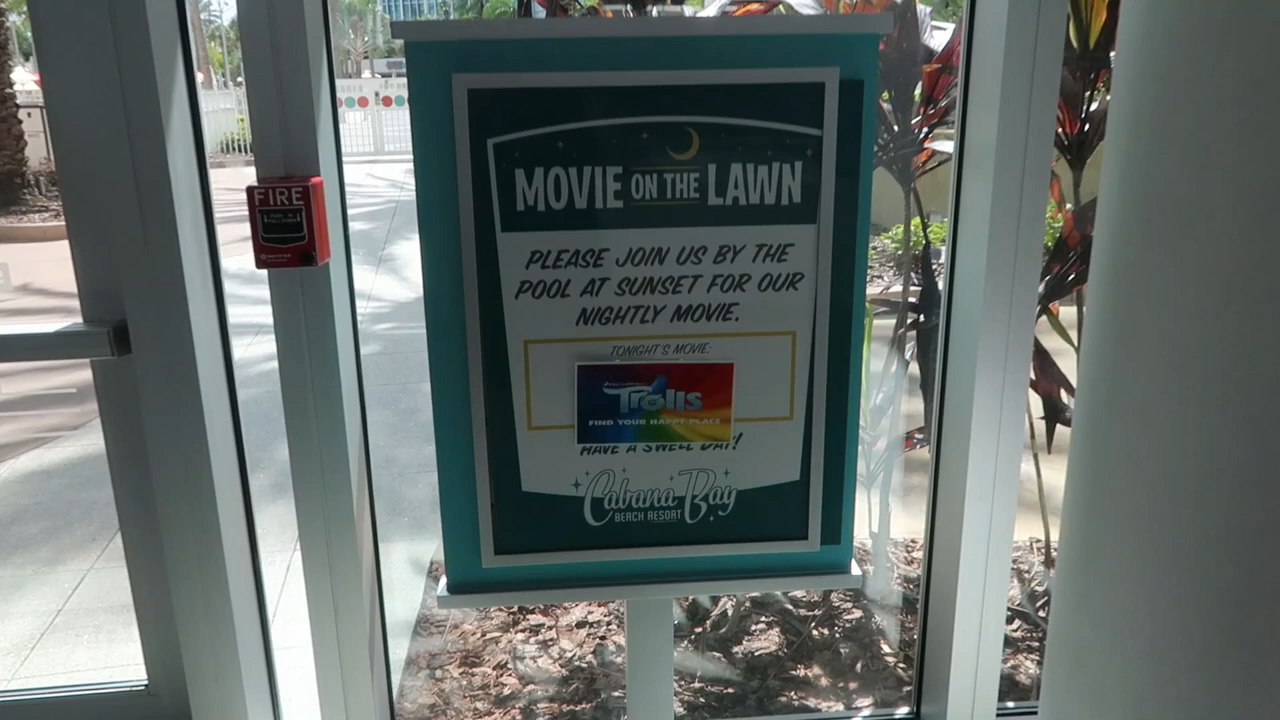 FIRE
MOVIE ON THE LAWN
PLEASE JOIN US BY THE
POOL AT SUNSET FOR OUR
NIGHTLY MOVIE.
TONIGHT'S MOVIE:
Trolls
FIND YOUR HAPPY PLACE
HAVE A SWELL DAY!
Cabana Bay
BEACH RESORT